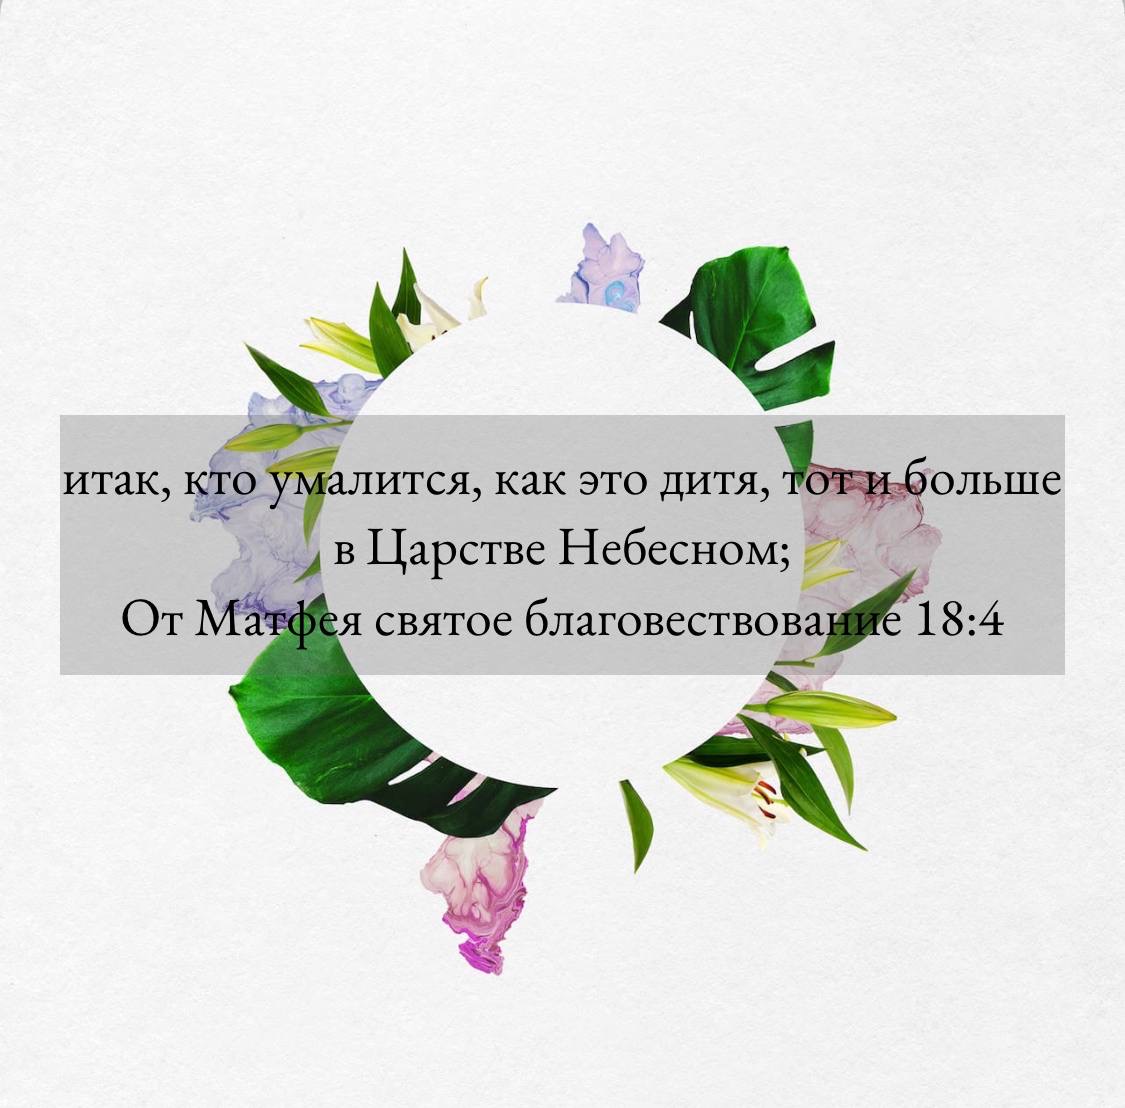 итак, кто умалится, как это дитя, тот и больше
в Царстве Небесном;
От Матфея святое благовествование 18:4